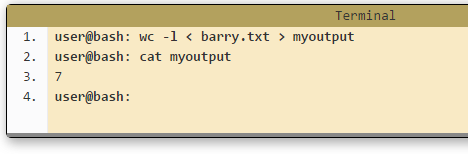 Terminal
1. user@bash: wc -l < barry.txt > myoutput
2. user@bash: cat myoutput
3. 7
4. user@bash: